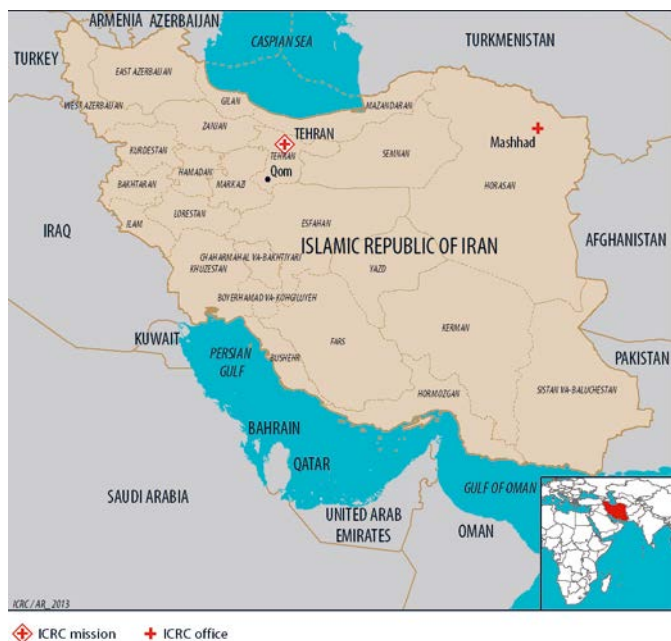 ARMENIA
AZERBAIJAN
TURKEY
CASPIAN SEA
TURKMENISTAN
EAST AZERBAIJAN
WEST AZERBAIJAN
GILAN
MAZANDARAN
ZANJAN
TEHRAN
TEHRAN
Mashhad
KURDESTAN
SEMNAN
HAMADAN
Qom
BAKHTARAN
MARKAZI
HORASAN
LORESTAN
ILAM
ESFAHAN
IRAQ
ISLAMIC REPUBLIC OF IRAN
AFGHANISTAN
CHAHARMAHAL VA-BAKHTIYARI
KHUZESTAN
YAZD
BOYERHAMAD VA-KOHGILUYEH
KUWAIT
FARS
KERMAN
PERSIAN
GULF
BUSHEHR
PAKISTAN
HORMOZGAN
SISTAN VA-BALUCHESTAN
BAHRAIN
QATAR
GULF OF OMAN
SAUDI ARABIA
UNITED ARAB
EMIRATES
OMAN
ICRC / AR_2013
ICRC mission
ICRC office